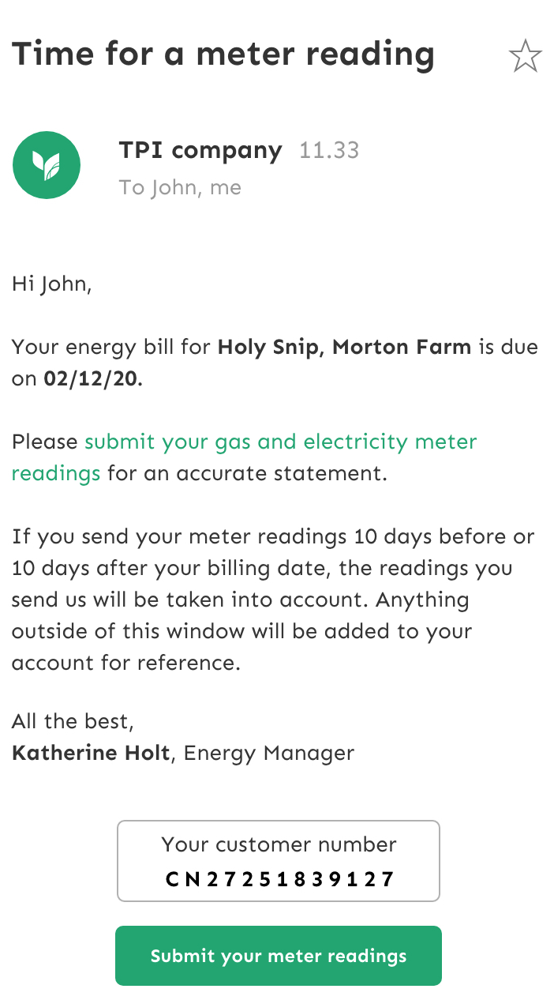 Time for a meter reading
TPI company 11.33
To John, me
Hi John,
Your energy bill for Holy Snip, Morton Farm is due
on 02/12/20.
Please submit your gas and electricity meter
readings for an accurate statement.
If you send your meter readings 10 days before or
10 days after your billing date, the readings you
send us will be taken into account. Anything
outside of this window will be added to your
account for reference.
All the best,
Katherine Holt, Energy Manager
Your customer number
CN27251839127
Submit your meter readings